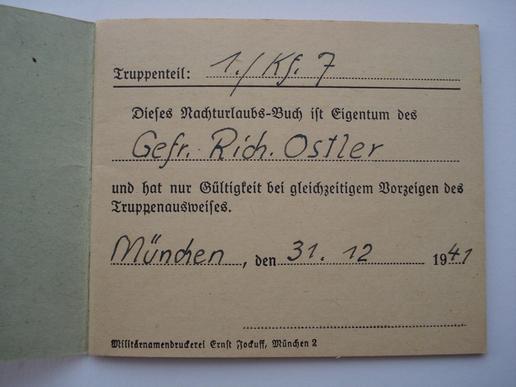 Truppenteil: 1./Kf. 7
Dieses Nachturlaubs-Buch ist Eigentum des
Gefr. Rich. Ostler
und hat nur Gültigkeit bei gleichzeitigem Vorzeigen des
Truppenausweises.
München, den 31. 12 1941
Militärnamendruckerei Ernst Jockuff, München 2